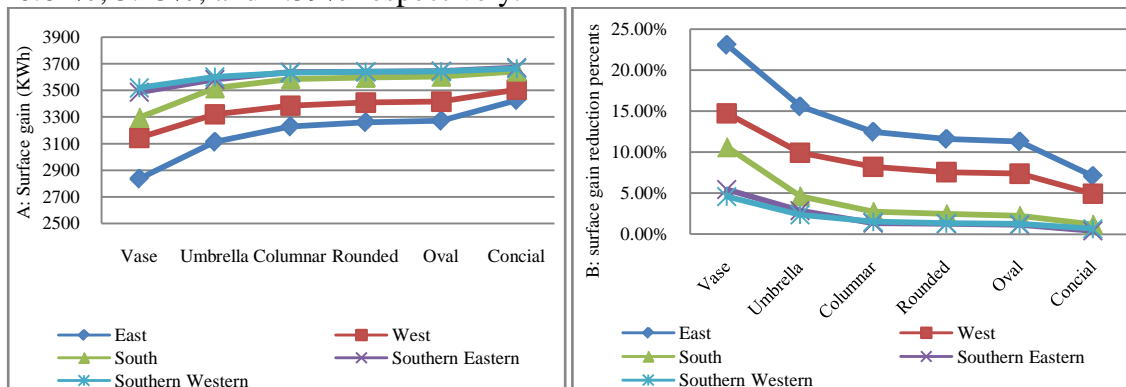 A: Surface gain (KWh)
3900
3700
3500
3300
3100
2900
2700
2500
Vase Umbrella Columnar Rounded Oval Concial
East West
South Southern Eastern
Southern Western
B: surface gain reduction percents
25.00%
20.00%
15.00%
10.00%
5.00%
0.00%
Vase Umbrella Columnar Rounded Oval Concial
East West
South Southern Eastern
Southern Western